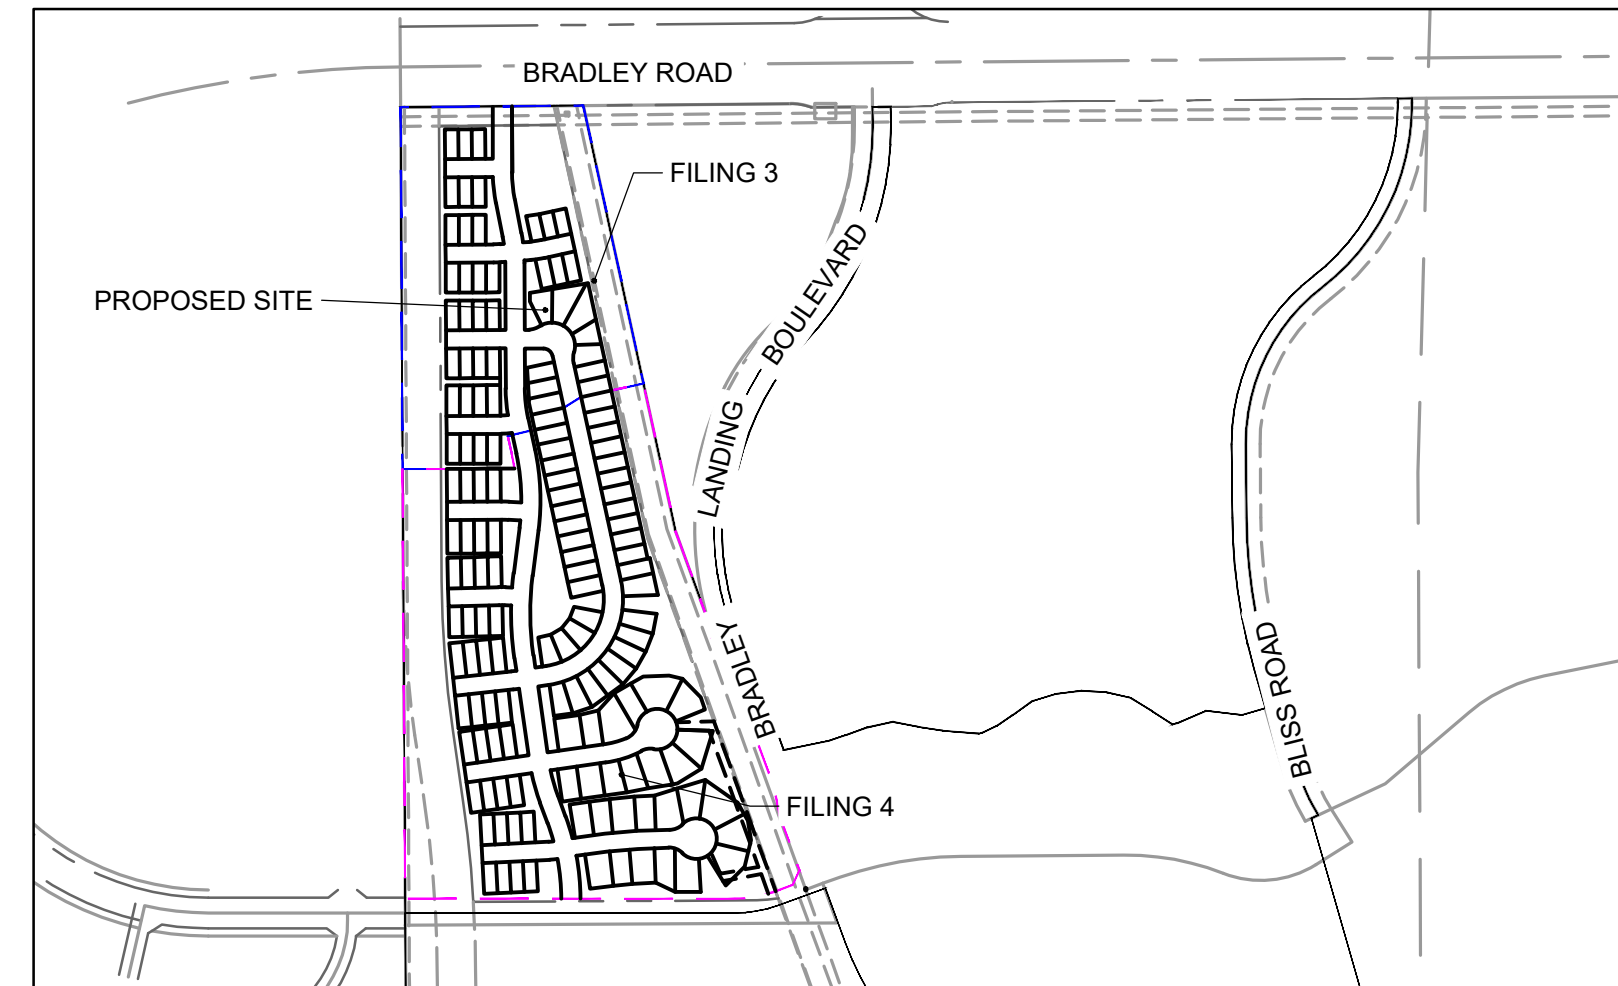 BRADLEY ROAD
FILING 3
PROPOSED SITE
BRADLEY LANDING BOULEVARD
BLISS ROAD
FILING 4